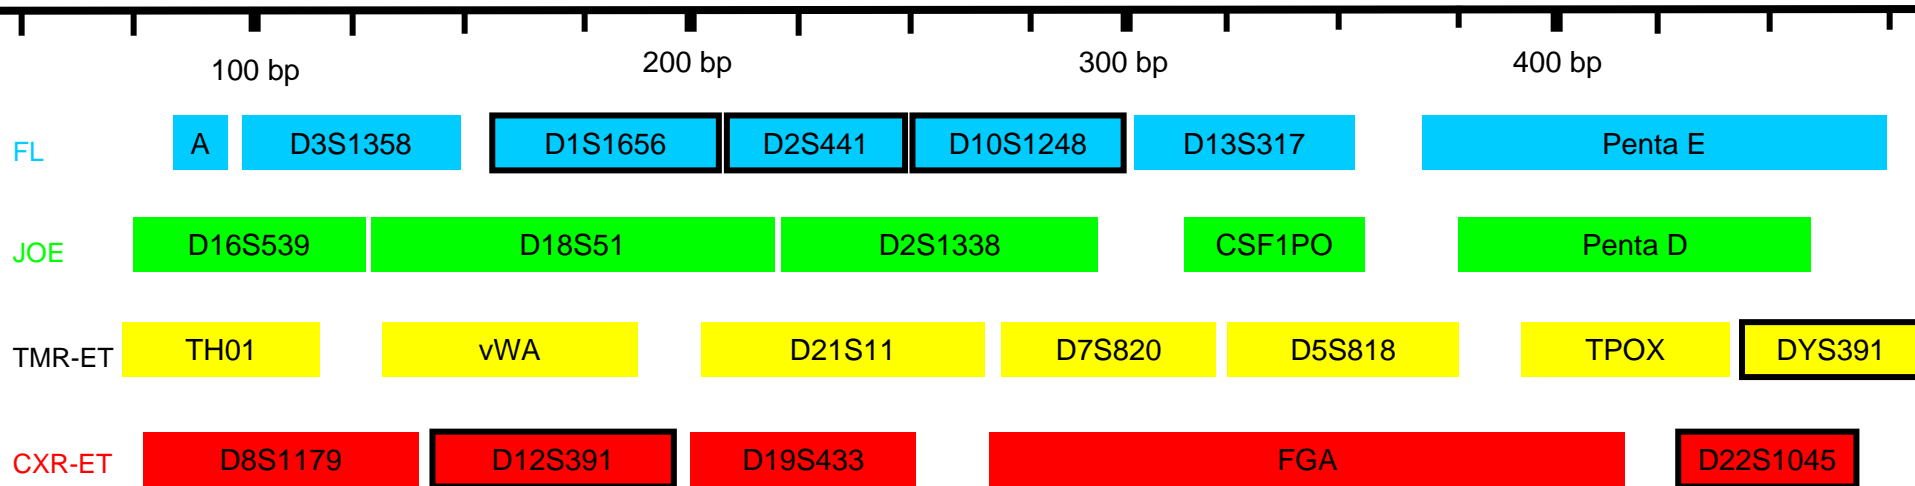 100 bp 200 bp 300 bp 400 bp
FL A D3S1358 D1S1656 D2S441 D10S1248 D13S317 Penta E
JOE D16S539 D18S51 D2S1338 CSF1PO Penta D
TMR-ET TH01 vWA D21S11 D7S820 D5S818 TPOX DYS391
CXR-ET D8S1179 D12S391 D19S433 FGA D22S1045